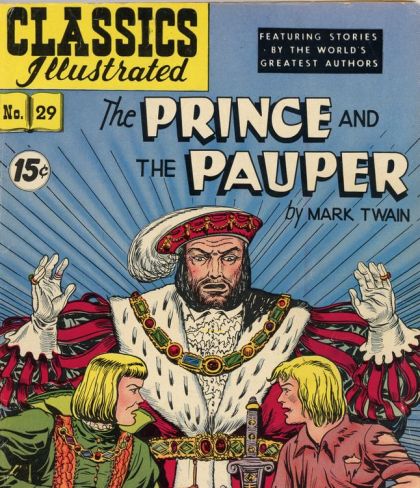 CLASSICS
Illustrated
FEATURING STORIES
BY THE WORLD'S
GREATEST AUTHORS
No. 29
15¢
The PRINCE AND
THE PAUPER
by MARK TWAIN